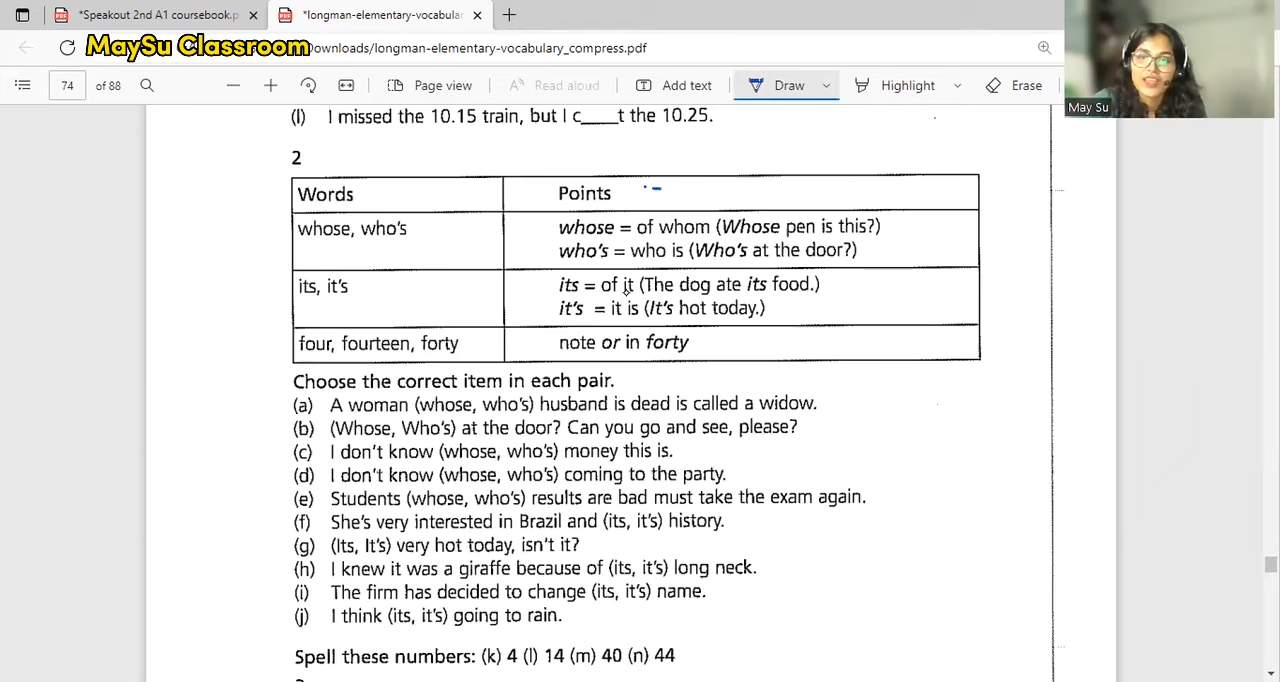 *Speakout 2nd A1 coursebook.p
*longman-elementary-vocabular
MaySu Classroom
Downloads/longman-elementary-vocabulary_compress.pdf
74 of 88
Page view
Read aloud
Add text
Draw
Highlight
Erase
May Su
(l) I missed the 10.15 train, but I c____t the 10.25.
2
Words Points
whose, who's whose = of whom (Whose pen is this?)
who's = who is (Who's at the door?)
its, it's its = of it (The dog ate its food.)
it's = it is (It's hot today.)
four, fourteen, forty note or in forty
Choose the correct item in each pair.
(a) A woman (whose, who's) husband is dead is called a widow.
(b) (Whose, Who's) at the door? Can you go and see, please?
(c) I don't know (whose, who's) money this is.
(d) I don't know (whose, who's) coming to the party.
(e) Students (whose, who's) results are bad must take the exam again.
(f) She's very interested in Brazil and (its, it's) history.
(g) (Its, It's) very hot today, isn't it?
(h) I knew it was a giraffe because of (its, it's) long neck.
(i) The firm has decided to change (its, it's) name.
(j) I think (its, it's) going to rain.
Spell these numbers: (k) 4 (l) 14 (m) 40 (n) 44